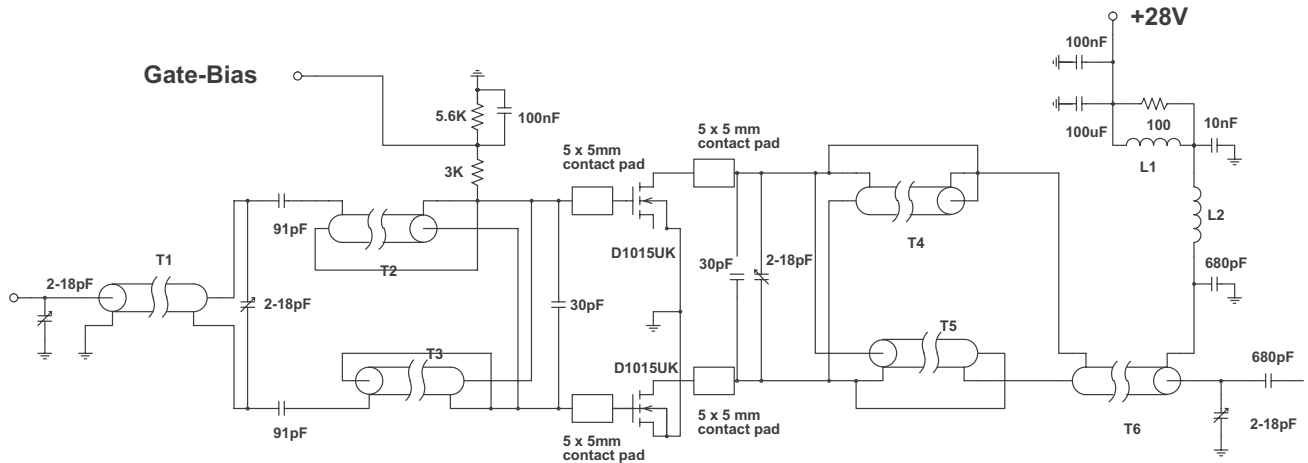 +28V
100nF
Gate-Bias
5.6K
100nF
100uF
100
10nF
5 x 5mm
contact pad
5 x 5 mm
contact pad
L1
3K
L2
91pF
D1015UK
T4
T1
T2
30pF
2-18pF
680pF
2-18pF
2-18pF
30pF
T5
T3
D1015UK
680pF
91pF
5 x 5mm
contact pad
5 x 5 mm
contact pad
T6
2-18pF